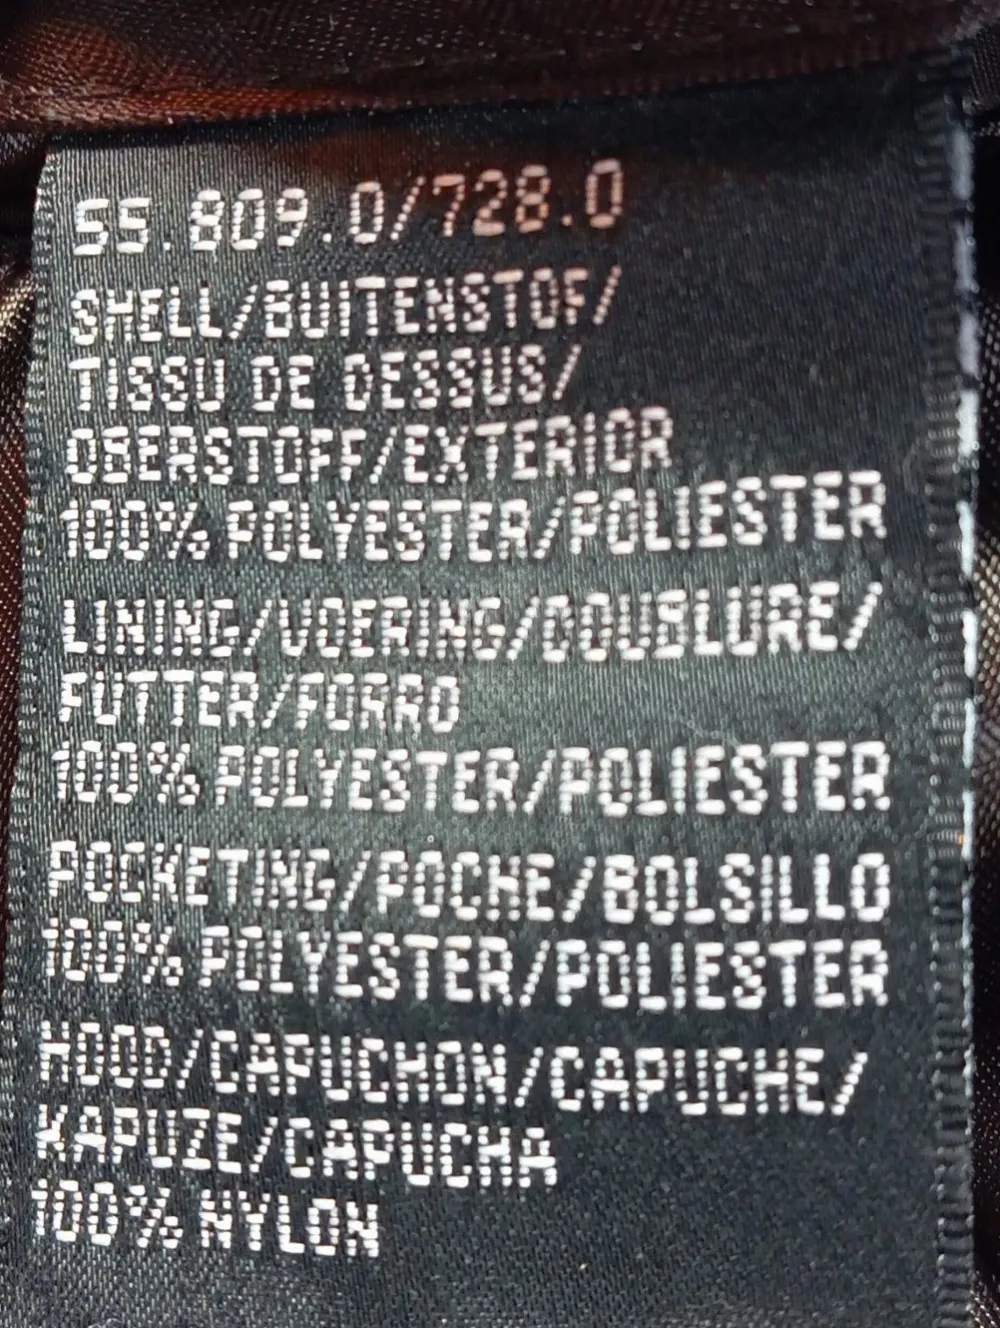 55.809.0/728.0
SHELL/BUITENSTOF/
TISSU DE DESSUS/
OBERSTOFF/EXTERIOR
100% POLYESTER/POLIESTER
LINING/VOERING/DOUBLURE/
FUTTER/FORRO
100% POLYESTER/POLIESTER
POCKETING/POCHE/BOLSILLO
100% POLYESTER/POLIESTER
HOOD/CAPUCHON/CAPUCHE/
KAPUZE/CAPUCHA
100% NYLON